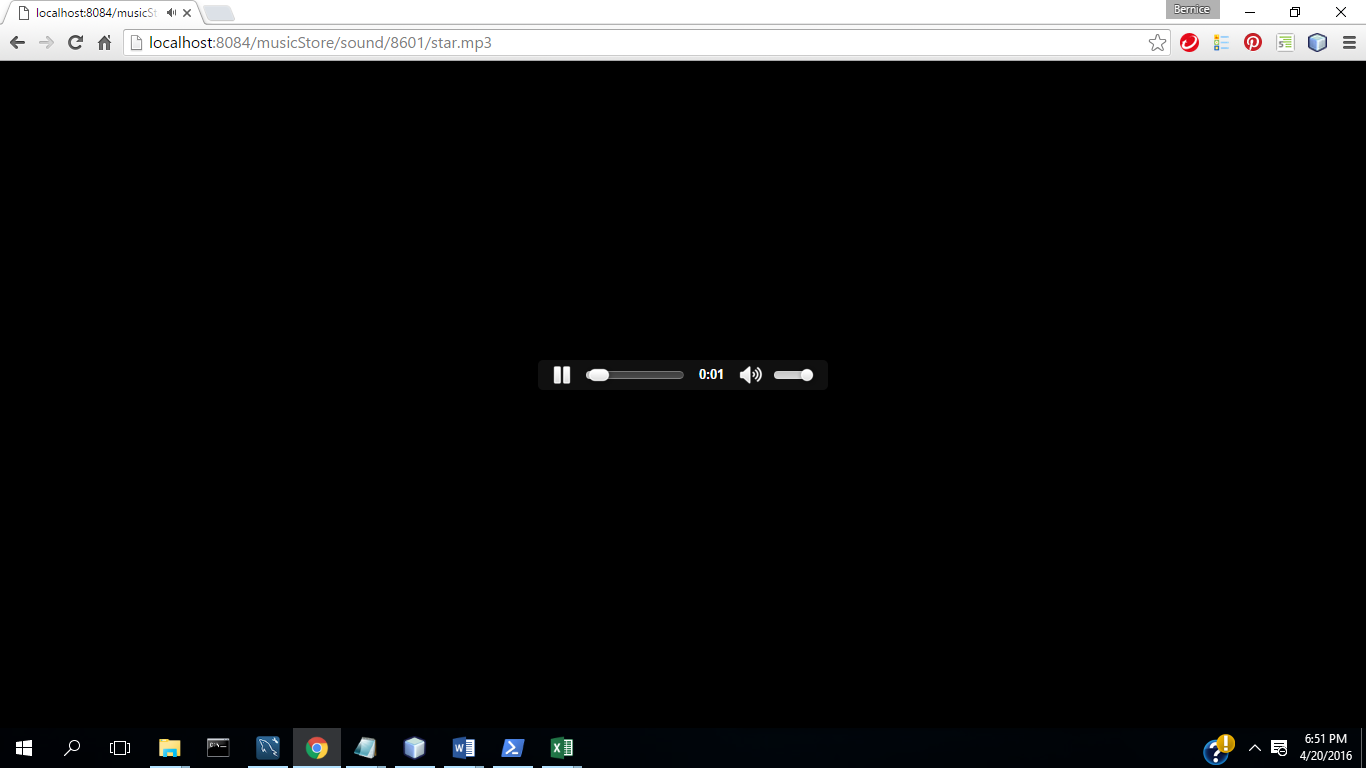 localhost:8084/musicSt
Bernice
localhost:8084/musicStore/sound/8601/star.mp3
0:01
6:51 PM
4/20/2016